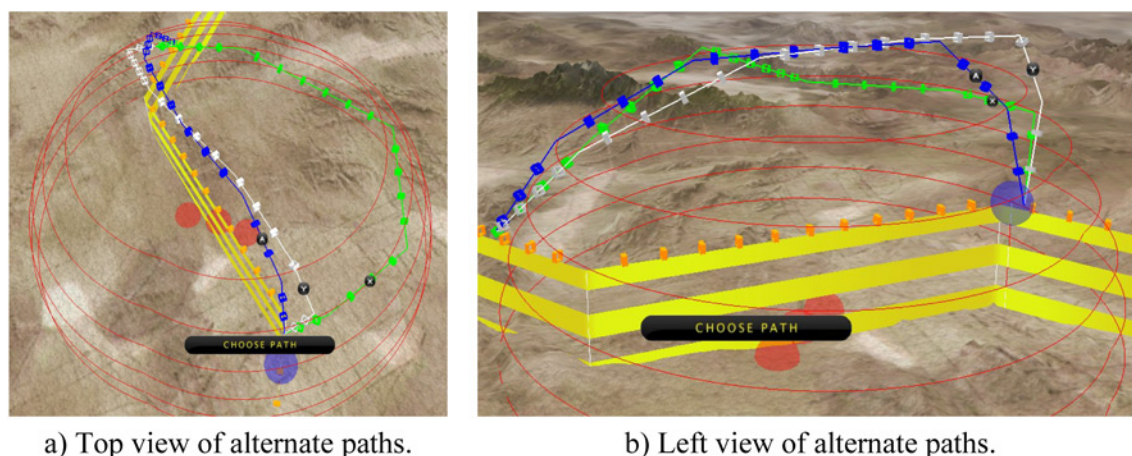 A
Y
X
CHOOSE PATH
A
Y
X
CHOOSE PATH
a) Top view of alternate paths.
b) Left view of alternate paths.